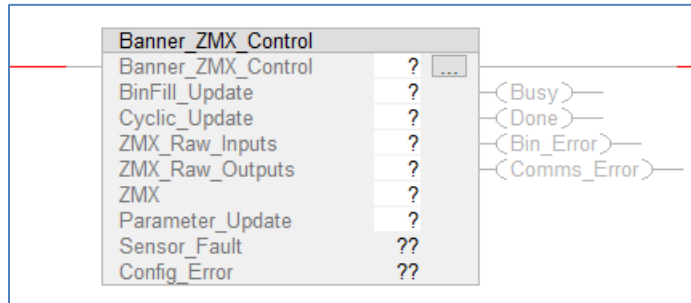 Banner_ZMX_Control
Banner_ZMX_Control ? ...
BinFill_Update ? Busy
Cyclic_Update ? Done
ZMX_Raw_Inputs ? Bin_Error
ZMX_Raw_Outputs ? Comms_Error
ZMX ?
Parameter_Update ?
Sensor_Fault ??
Config_Error ??